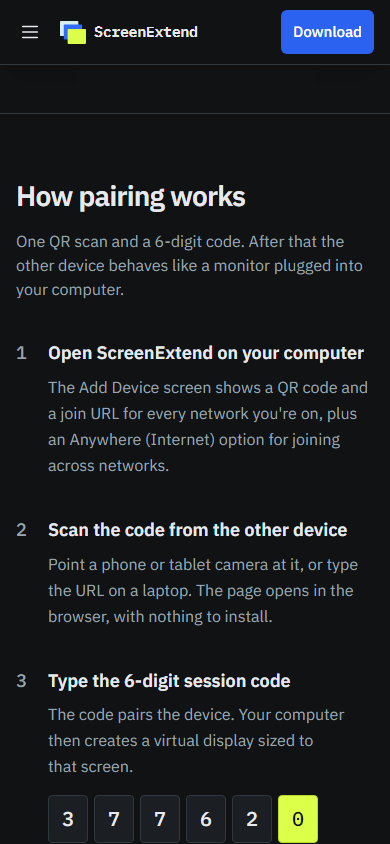 ScreenExtend
Download
How pairing works
One QR scan and a 6-digit code. After that the
other device behaves like a monitor plugged into
your computer.
1 Open ScreenExtend on your computer
The Add Device screen shows a QR code and
a join URL for every network you're on, plus
an Anywhere (Internet) option for joining
across networks.
2 Scan the code from the other device
Point a phone or tablet camera at it, or type
the URL on a laptop. The page opens in the
browser, with nothing to install.
3 Type the 6-digit session code
The code pairs the device. Your computer
then creates a virtual display sized to
that screen.
3 7 7 6 2 0